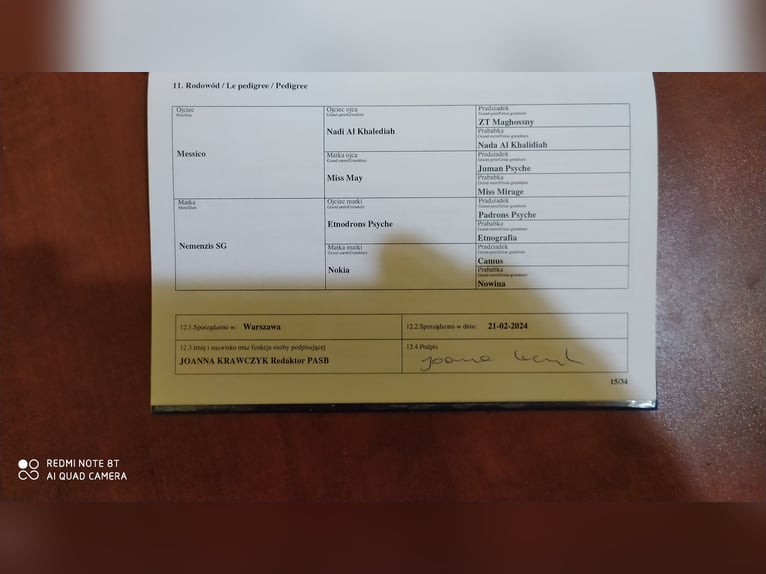 11. Rodowód / Le pedigree / Pedigree
Ojciec
Messico
Ojciec ojca
Nadi Al Khalediah
Pradziadek
ZT Maghossny
Prababka
Nada Al Khalidiah
Matka ojca
Miss May
Pradziadek
Juman Psyche
Prababka
Miss Mirage
Matka
Nemenzis SG
Ojciec matki
Etnodrons Psyche
Pradziadek
Padrons Psyche
Prababka
Etnografia
Matka matki
Nokia
Pradziadek
Camus
Prababka
Nowina
12.1.Sporządzono w: Warszawa
12.2.Sporządzono w dniu: 21-02-2024
12.3.Imię i nazwisko oraz funkcja osoby podpisującej
JOANNA KRAWCZYK Redaktor PASB
12.4.Podpis
Joanna
15/34
REDMI NOTE 8T
AI QUAD CAMERA